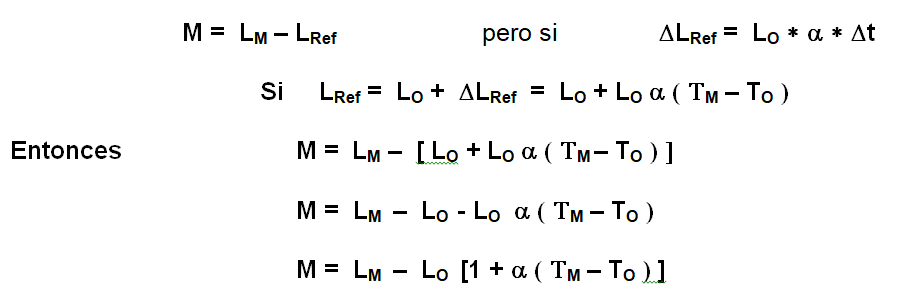 M = L_M – L_Ref pero si ΔL_Ref = L_O * α * Δt
Si L_Ref = L_O + ΔL_Ref = L_O + L_O α ( T_M – T_O )
Entonces M = L_M – [ L_O + L_O α ( T_M – T_O ) ]
M = L_M – L_O - L_O α ( T_M – T_O )
M = L_M – L_O [1 + α ( T_M – T_O )]